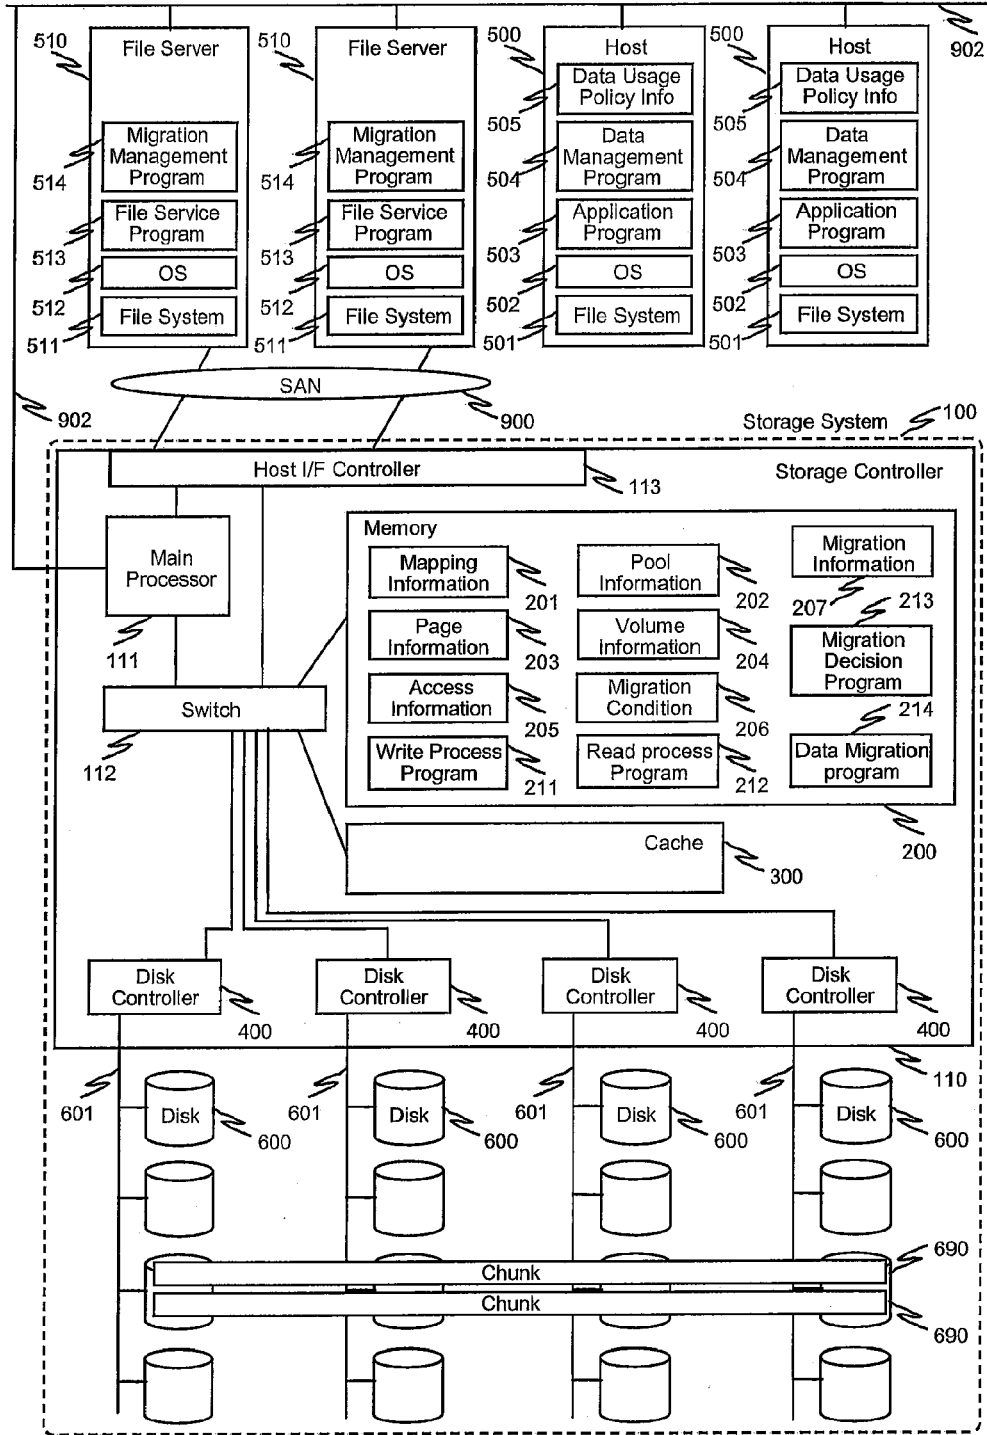 510
File Server
510
File Server
500
Host
500
Host
902
Data Usage
Policy Info
505
Data Usage
Policy Info
505
Migration
Management
Program
514
Migration
Management
Program
514
Data
Management
Program
504
Data
Management
Program
504
File Service
Program
513
File Service
Program
513
Application
Program
503
Application
Program
503
OS
512
OS
512
OS
502
OS
502
File System
511
File System
511
File System
501
File System
501
SAN
902
900
Storage System
100
Host I/F Controller
113
Storage Controller
Main
Processor
111
Memory
Mapping
Information
201
Pool
Information
202
Migration
Information
207
213
Page
Information
203
Volume
Information
204
Migration
Decision
Program
Access
Information
205
Migration
Condition
206
214
Switch
112
Write Process
Program
211
Read process
Program
212
Data Migration
program
200
Cache
300
Disk
Controller
400
Disk
Controller
400
Disk
Controller
400
Disk
Controller
400
110
601
Disk
600
601
Disk
600
601
Disk
600
601
Disk
600
Chunk
690
Chunk
690